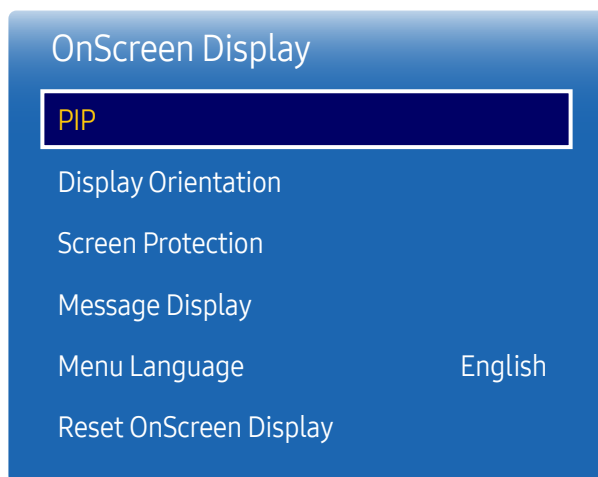 OnScreen Display
PIP
Display Orientation
Screen Protection
Message Display
Menu Language English
Reset OnScreen Display